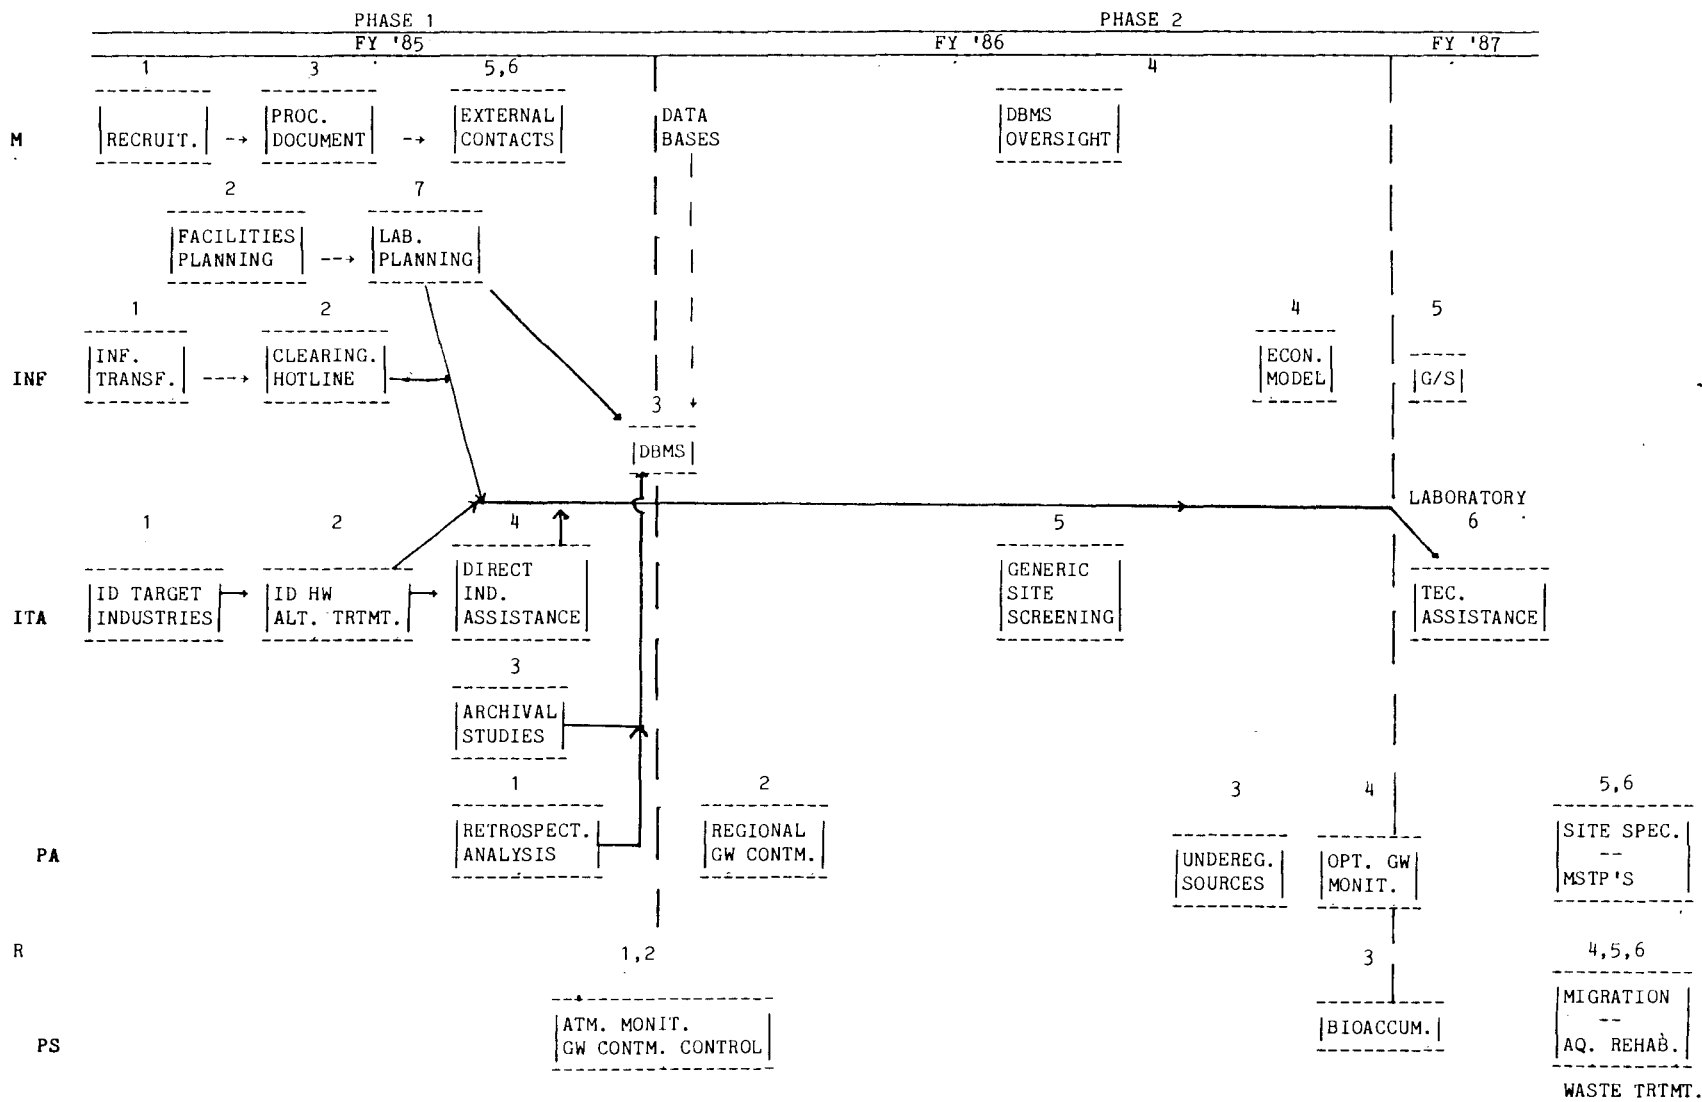 PHASE 1 PHASE 2
FY '85 FY '86 FY '87
1 3 5,6 4
RECRUIT. PROC. DOCUMENT EXTERNAL CONTACTS DATA BASES DBMS OVERSIGHT
M
2 7
FACILITIES PLANNING LAB. PLANNING
1 2 4 5
INF. TRANSF. CLEARING. HOTLINE ECON. MODEL G/S
INF
3
DBMS
LABORATORY
1 2 4 5 6
ID TARGET INDUSTRIES ID HW ALT. TRTMT. DIRECT IND. ASSISTANCE GENERIC SITE SCREENING TEC. ASSISTANCE
ITA
3
ARCHIVAL STUDIES
1 2 3 4 5,6
RETROSPECT. ANALYSIS REGIONAL GW CONTM. UNDEREG. SOURCES OPT. GW MONIT. SITE SPEC. -- MSTP'S
PA
R
1,2 3 4,5,6
ATM. MONIT. GW CONTM. CONTROL BIOACCUM. MIGRATION -- AQ. REHAB.
PS
WASTE TRTMT.